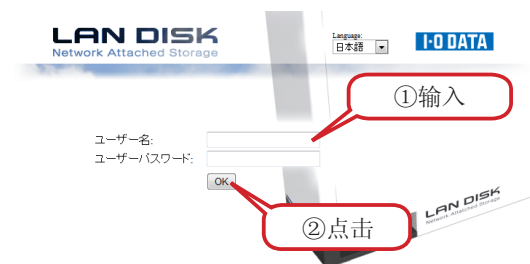 LAN DISK
Network Attached Storage
Language:
日本語
I-O DATA
①输入
ユーザー名:
ユーザーパスワード:
OK
②点击
LAN DISK
Network Attached Storage